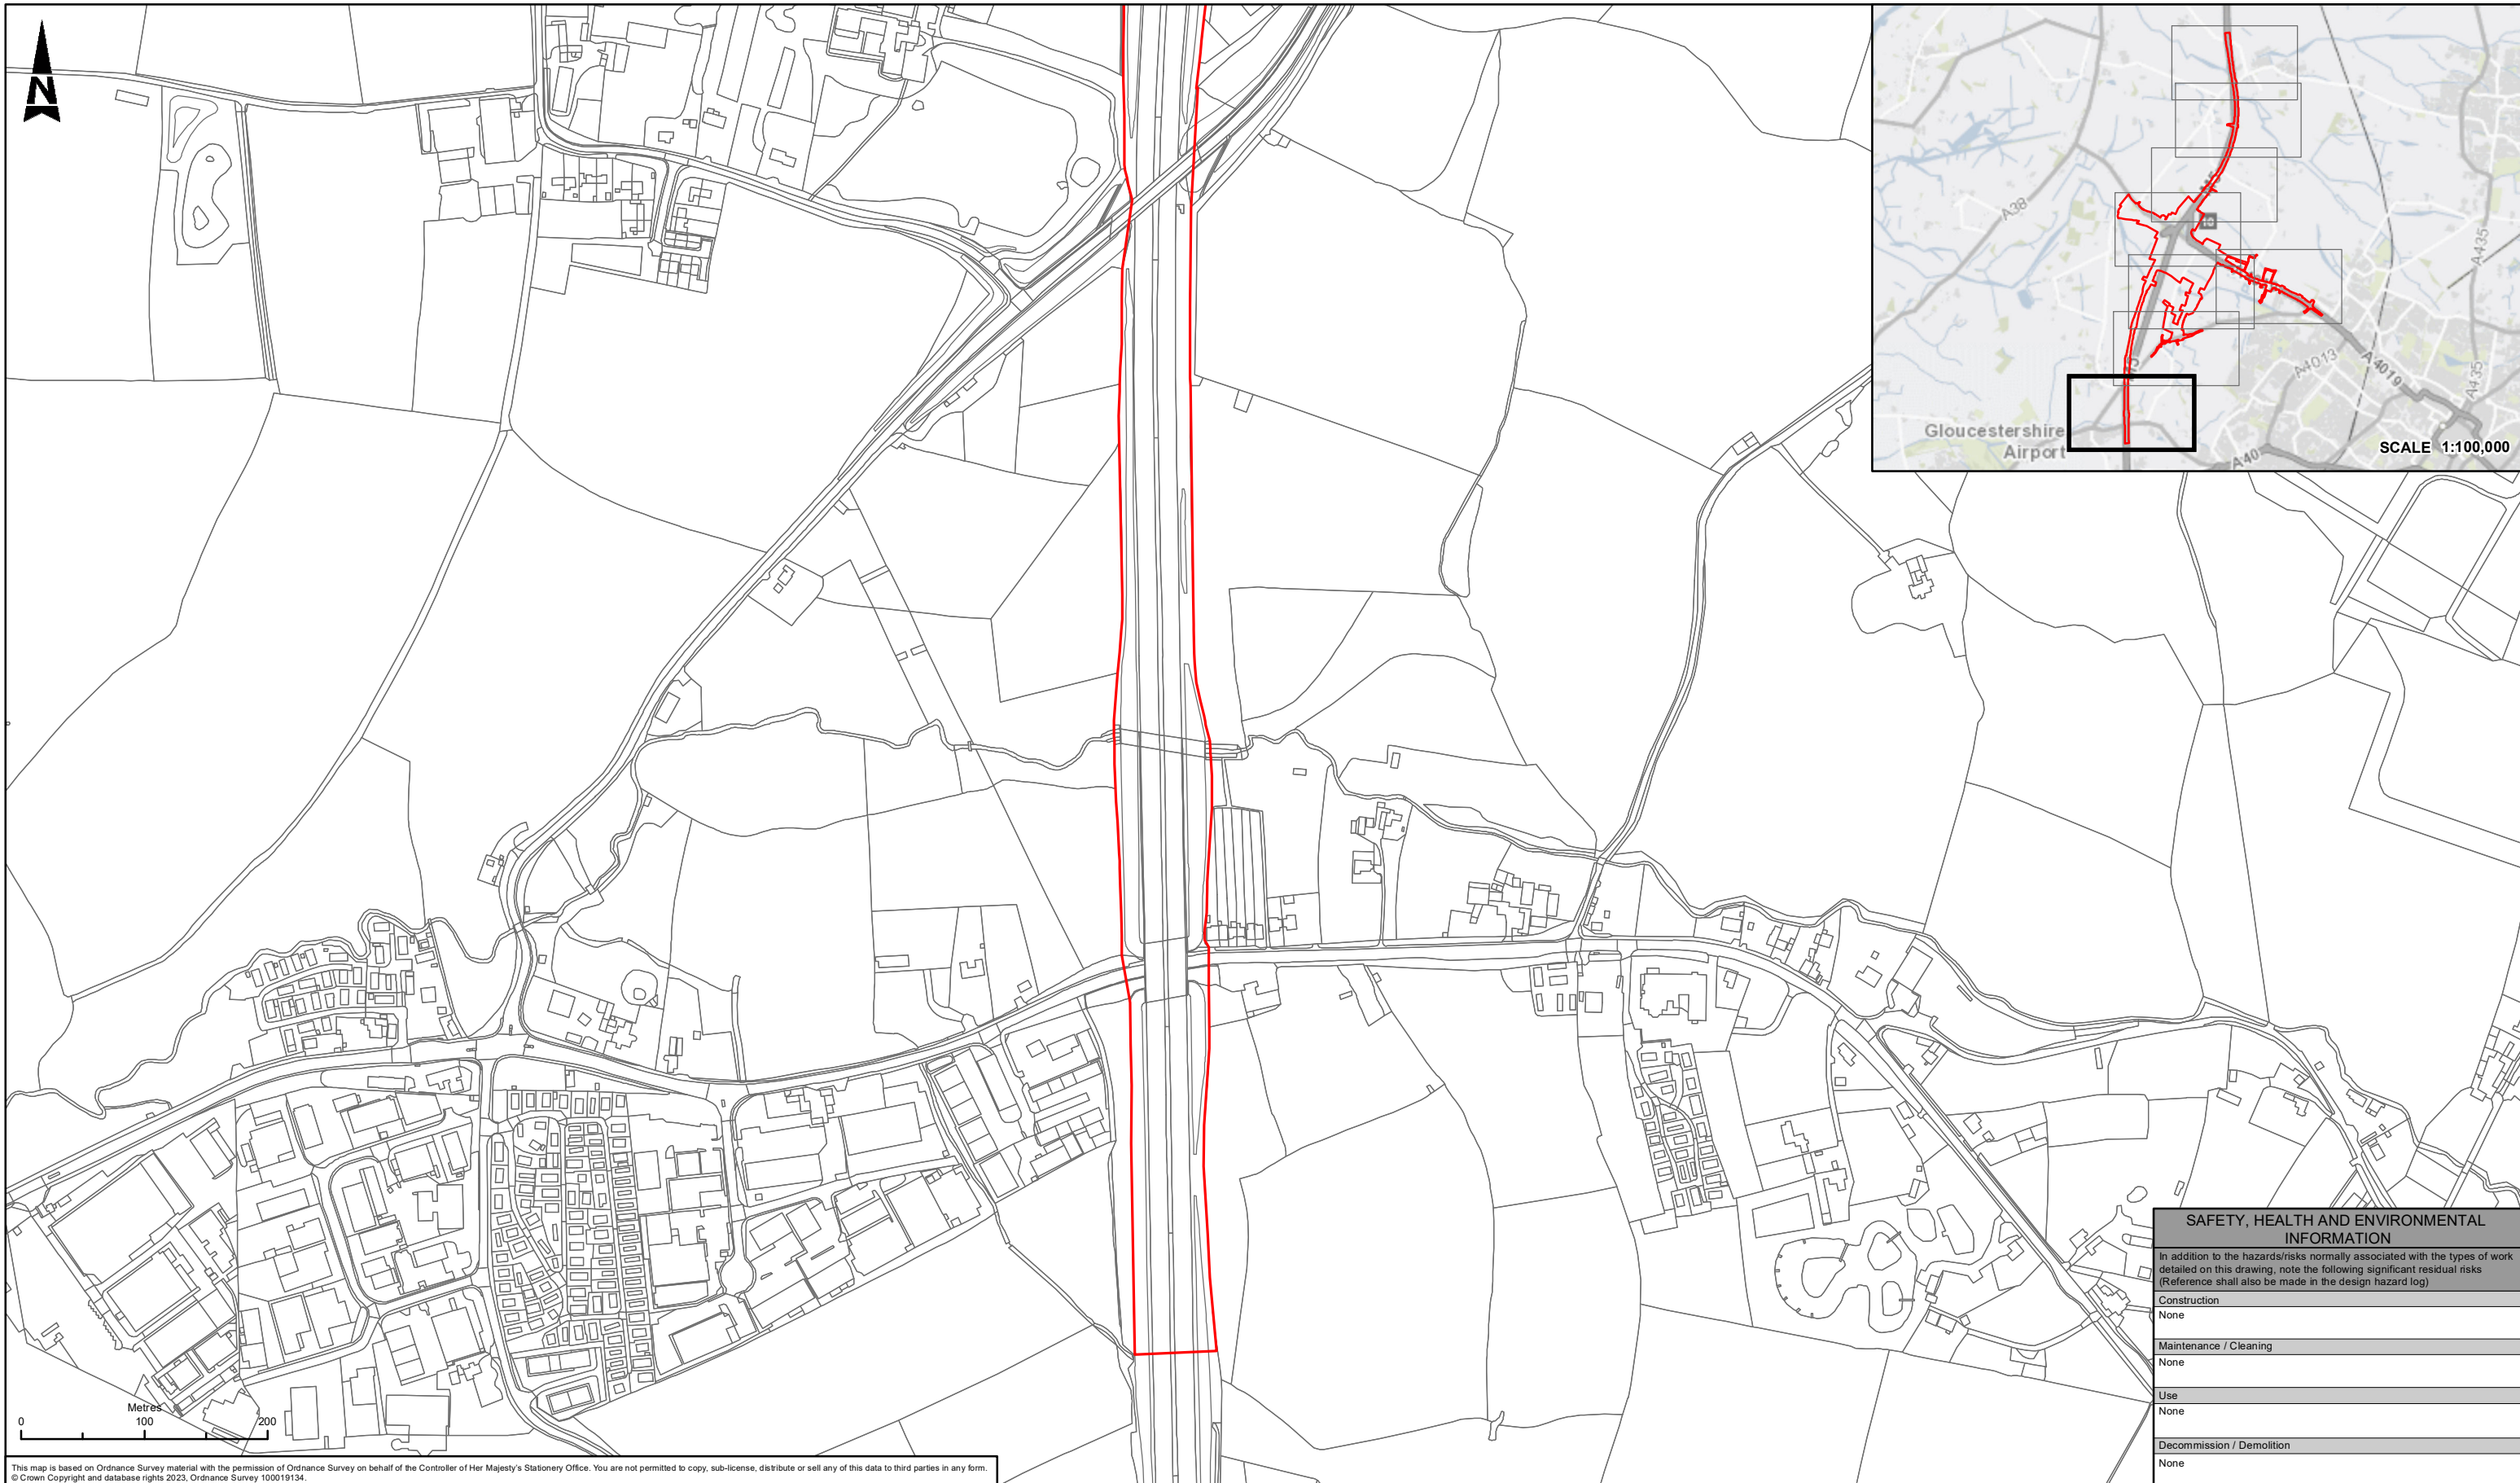 N
A38
A435
A4013
A4019
A435
A40
Gloucestershire
Airport
SCALE 1:100,000
SAFETY, HEALTH AND ENVIRONMENTAL
INFORMATION
In addition to the hazards/risks normally associated with the types of work
detailed on this drawing, note the following significant residual risks
(Reference shall also be made in the design hazard log)
Construction
None
Maintenance / Cleaning
None
Use
None
Decommission / Demolition
None
Metres
0 100 200
This map is based on Ordnance Survey material with the permission of Ordnance Survey on behalf of the Controller of Her Majesty's Stationery Office. You are not permitted to copy, sub-license, distribute or sell any of this data to third parties in any form.
© Crown Copyright and database rights 2023, Ordnance Survey 100019134.